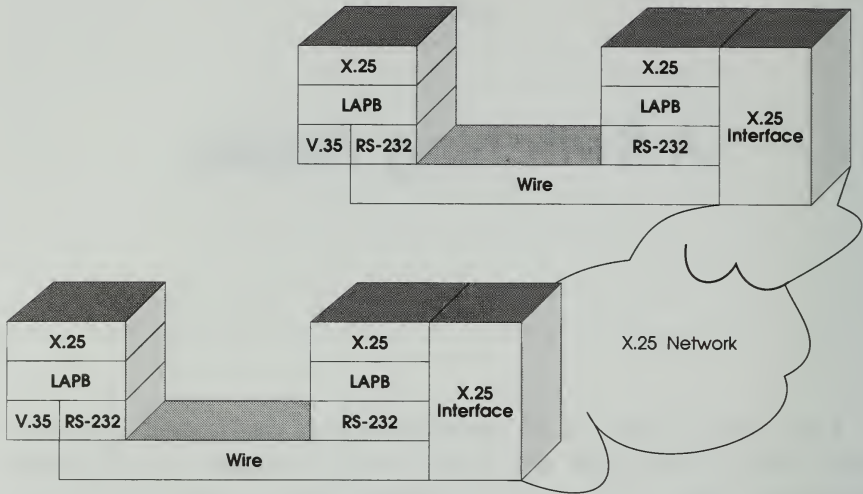 X.25
LAPB
V.35 RS-232
X.25
LAPB
RS-232
X.25
Interface
Wire
X.25 Network
X.25
LAPB
V.35 RS-232
X.25
LAPB
RS-232
X.25
Interface
Wire